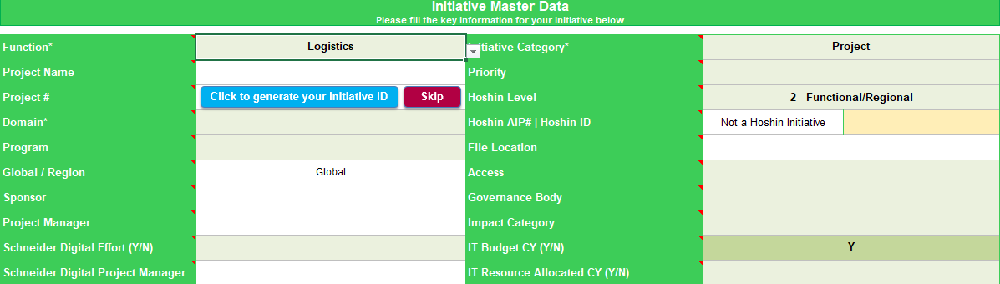 Initiative Master Data
Please fill the key information for your initiative below
Function* Logistics Initiative Category* Project
Project Name Priority
Project # Click to generate your initiative ID Skip Hoshin Level 2 - Functional/Regional
Domain* Hoshin AIP# | Hoshin ID Not a Hoshin Initiative
Program File Location
Global / Region Global Access
Sponsor Governance Body
Project Manager Impact Category
Schneider Digital Effort (Y/N) IT Budget CY (Y/N) Y
Schneider Digital Project Manager IT Resource Allocated CY (Y/N)